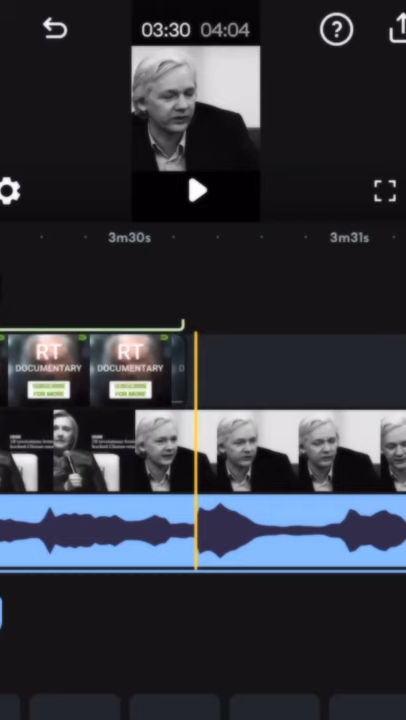 03:30 04:04
?
3m30s 3m31s
RT RT
DOCUMENTARY DOCUMENTARY
SUBSCRIBE SUBSCRIBE
FOR MORE FOR MORE